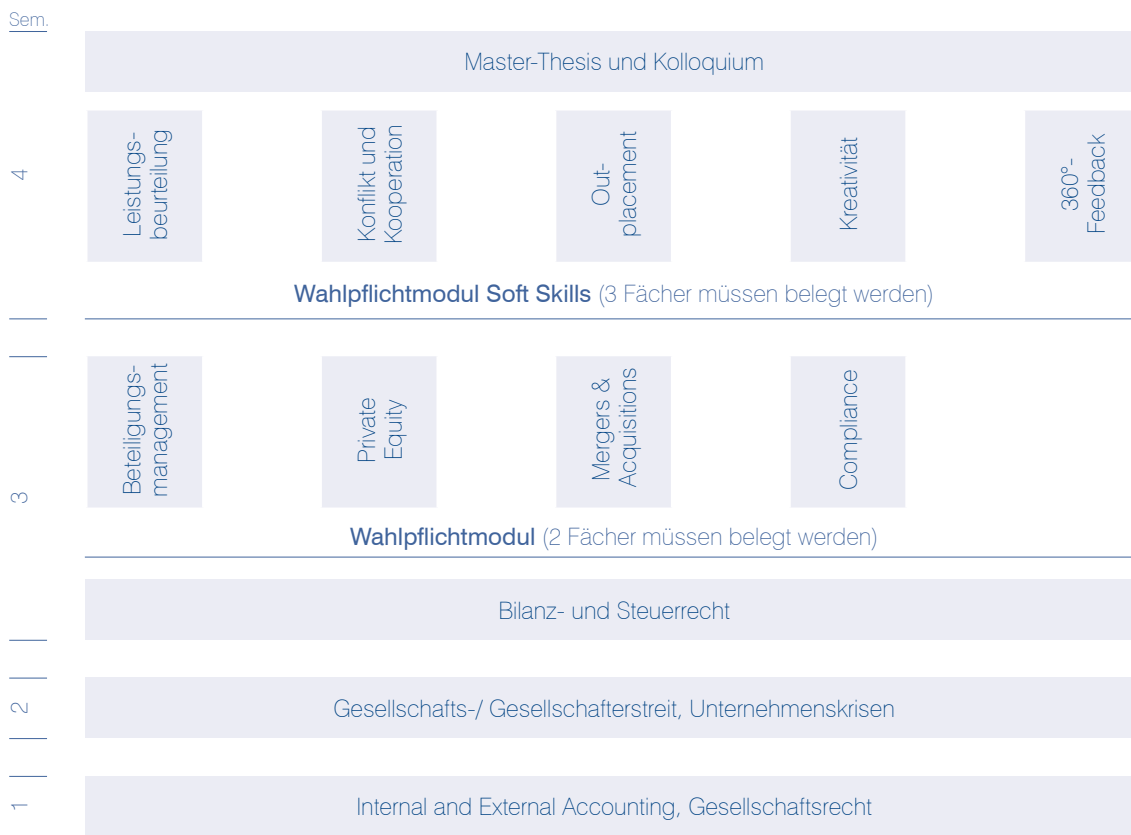 Sem.
Master-Thesis und Kolloquium
4
Leistungs-
beurteilung
Konflikt und
Kooperation
Out-
placement
Kreativität
360°-
Feedback
Wahlpflichtmodul Soft Skills (3 Fächer müssen belegt werden)
3
Beteiligungs-
management
Private
Equity
Mergers &
Acquisitions
Compliance
Wahlpflichtmodul (2 Fächer müssen belegt werden)
Bilanz- und Steuerrecht
2
Gesellschafts-/ Gesellschafterstreit, Unternehmenskrisen
1
Internal and External Accounting, Gesellschaftsrecht